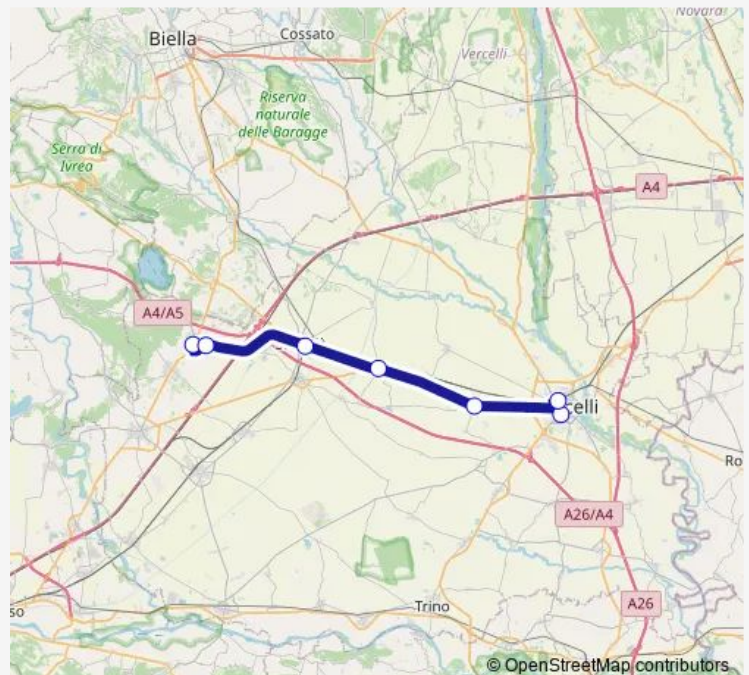 Novara
Biella
Cossato
Vercelli
Riserva
naturale
delle Baragge
Serra di
Ivrea
A4
A4/A5
celli
Ro
A26/A4
Trino
A26
so
© OpenStreetMap contributors